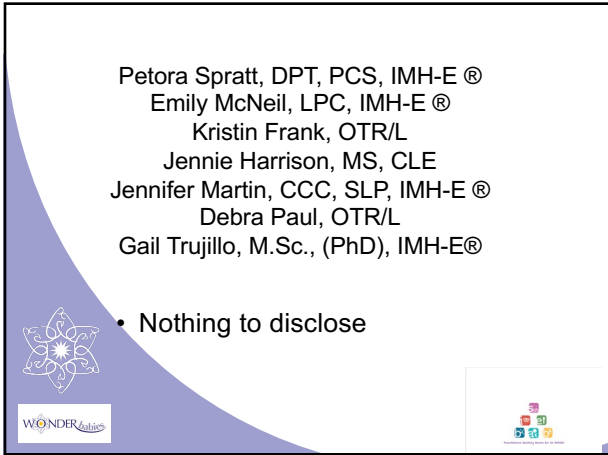 Petora Spratt, DPT, PCS, IMH-E ®
Emily McNeil, LPC, IMH-E ®
Kristin Frank, OTR/L
Jennie Harrison, MS, CLE
Jennifer Martin, CCC, SLP, IMH-E ®
Debra Paul, OTR/L
Gail Trujillo, M.Sc., (PhD), IMH-E®
• Nothing to disclose
WONDERbabies